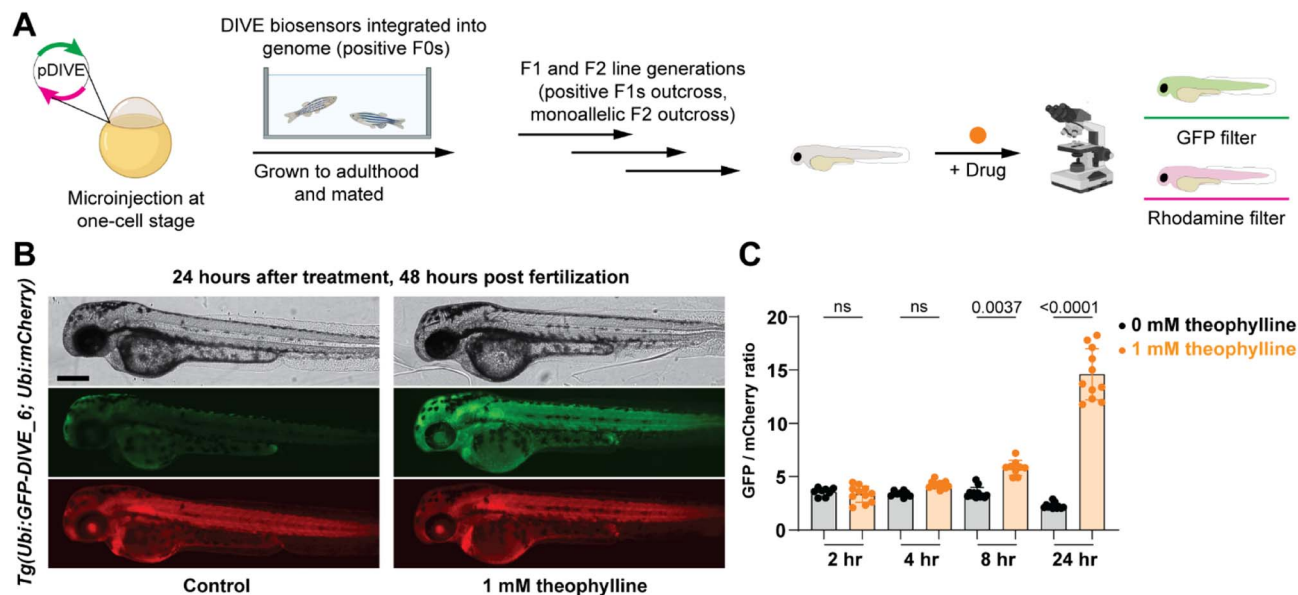 A
pDIVE
Microinjection at
one-cell stage
DIVE biosensors integrated into
genome (positive F0s)
Grown to adulthood
and mated
F1 and F2 line generations
(positive F1s outcross,
monoallelic F2 outcross)
+ Drug
GFP filter
Rhodamine filter
B
24 hours after treatment, 48 hours post fertilization
Tg(Ubi:GFP-DIVE_6; Ubi:mCherry)
Control
1 mM theophylline
C
ns
ns
0.0037
<0.0001
GFP / mCherry ratio
20
15
10
5
0
2 hr
4 hr
8 hr
24 hr
0 mM theophylline
1 mM theophylline